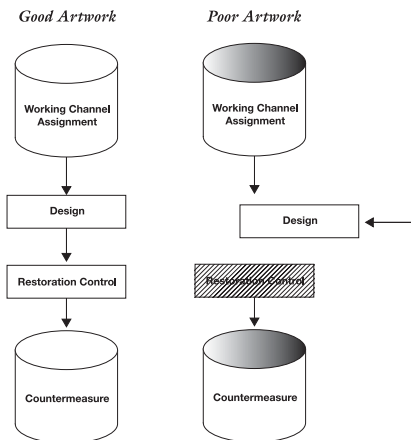 Good Artwork
Working Channel
Assignment
Design
Restoration Control
Countermeasure
Poor Artwork
Working Channel
Assignment
Design
Restoration Control
Countermeasure